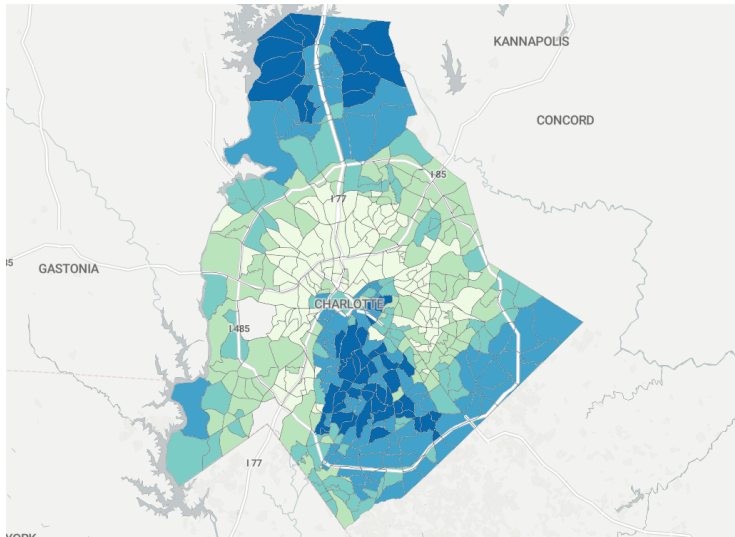 KANNAPOLIS
CONCORD
I 85
I 77
GASTONIA
CHARLOTTE
I 485
I 77